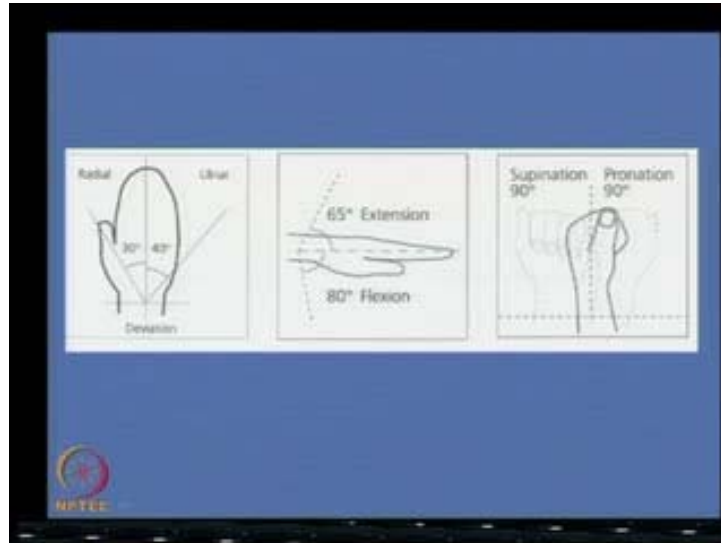 Radial Ulnar
30° 40°
Deviation
65° Extension
80° Flexion
Supination Pronation
90° 90°
NPTEL